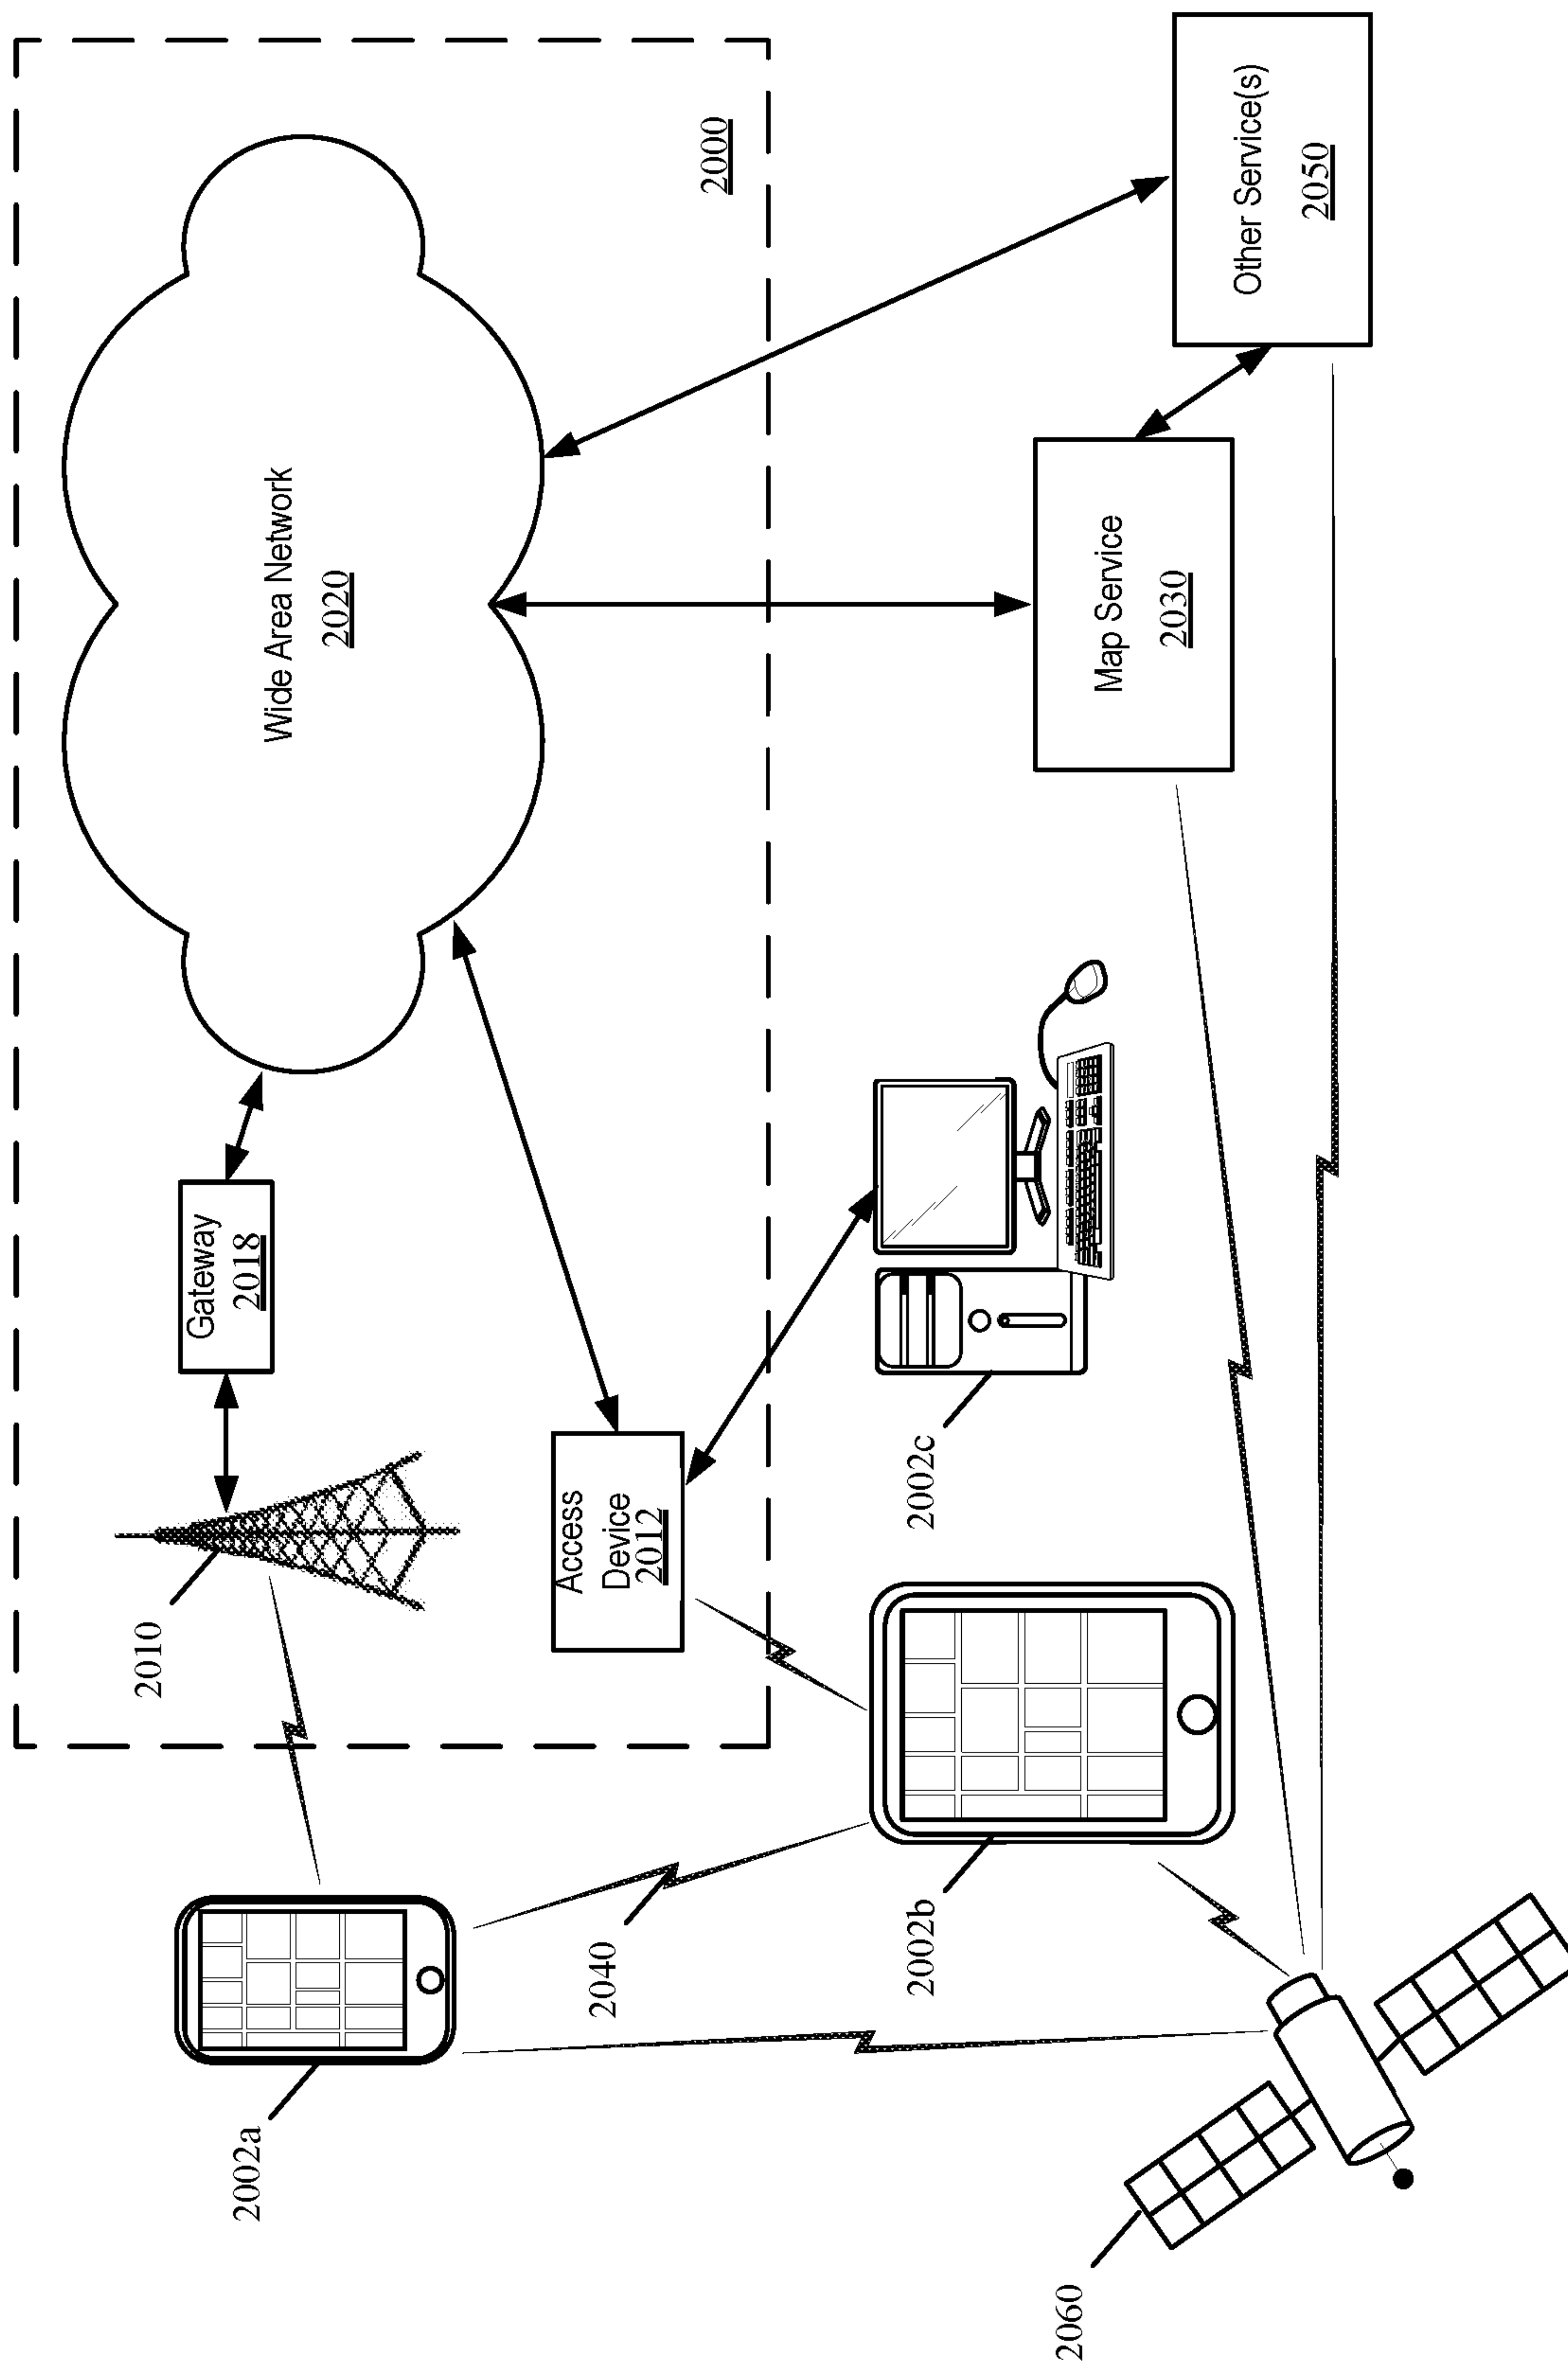 2002a
2010
Gateway
2018
Wide Area Network
2020
2000
2040
Access
Device
2012
2002b
2002c
2060
Map Service
2030
Other Service(s)
2050